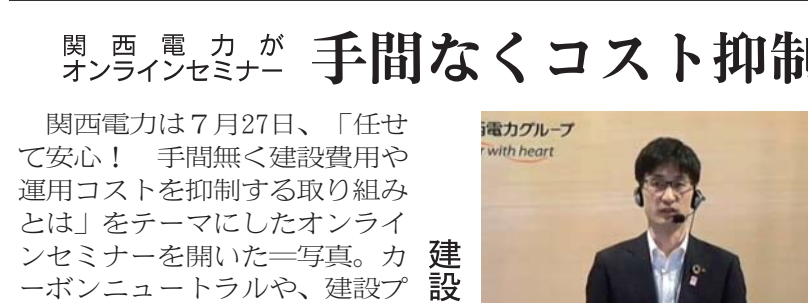 関西電力が
オンラインセミナー
手間なくコスト抑制
関西電力は７月27日、「任せ
て安心！　手間無く建設費用や
運用コストを抑制する取り組み
とは」をテーマにしたオンライ
ンセミナーを開いた＝写真。カ
ーボンニュートラルや、建設プ
建設
電力グループ
with heart